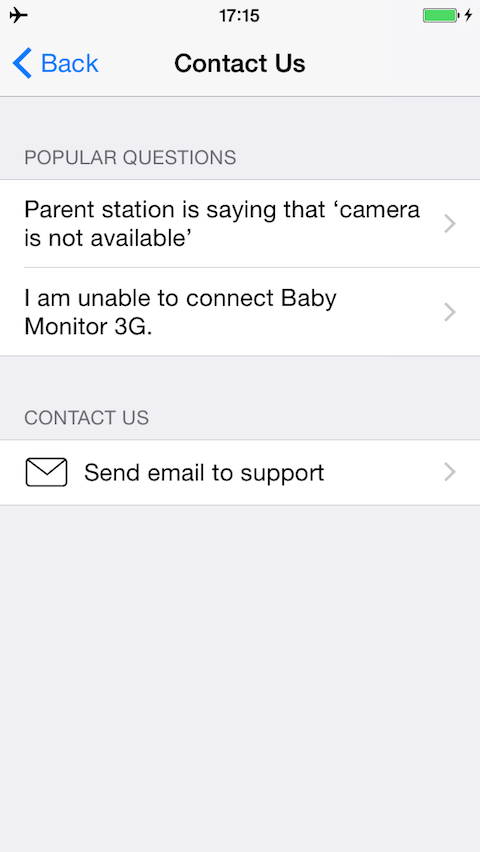 17:15
Back
Contact Us
POPULAR QUESTIONS
Parent station is saying that ‘camera
is not available’
I am unable to connect Baby
Monitor 3G.
CONTACT US
Send email to support